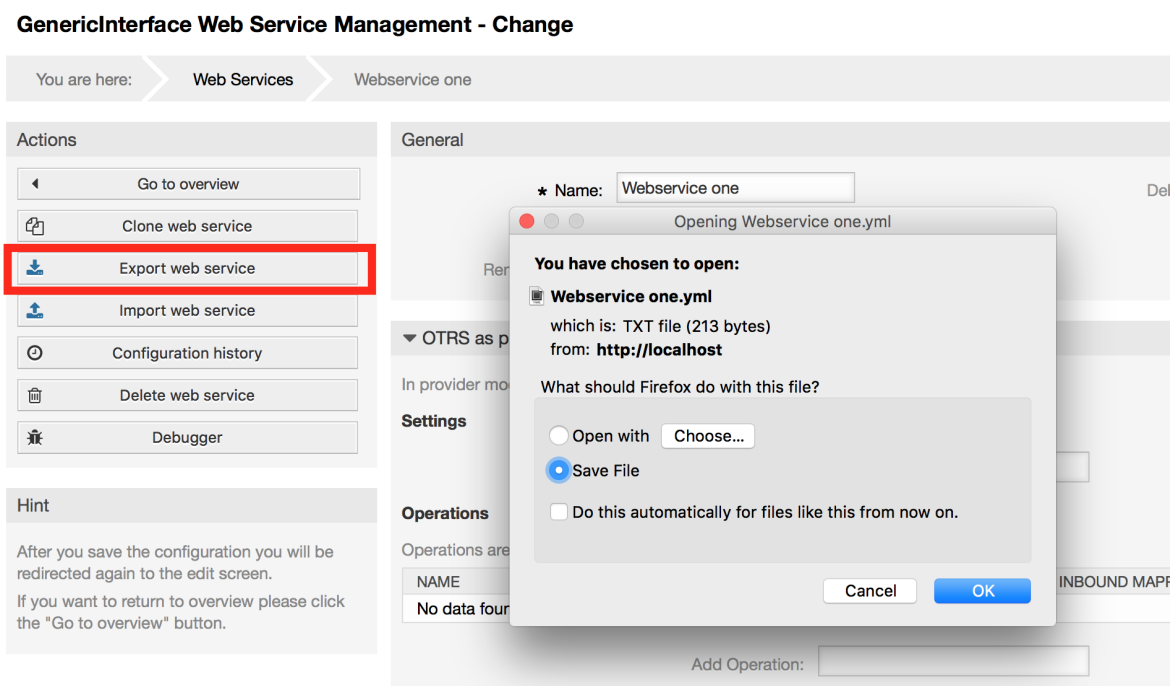 GenericInterface Web Service Management - Change
You are here:
Web Services
Webservice one
Actions
Go to overview
Clone web service
Export web service
Import web service
Configuration history
Delete web service
Debugger
Hint
After you save the configuration you will be
redirected again to the edit screen.
If you want to return to overview please click
the "Go to overview" button.
General
* Name:
Webservice one
OTRS as
In provider
Settings
Operations
Operations are
NAME
INBOUND
No data
Add Operation:
Opening Webservice one.yml
You have chosen to open:
Webservice one.yml
which is: TXT file (213 bytes)
from: http://localhost
What should Firefox do with this file?
Open with
Choose...
Save File
Do this automatically for files like this from now on.
Cancel
OK